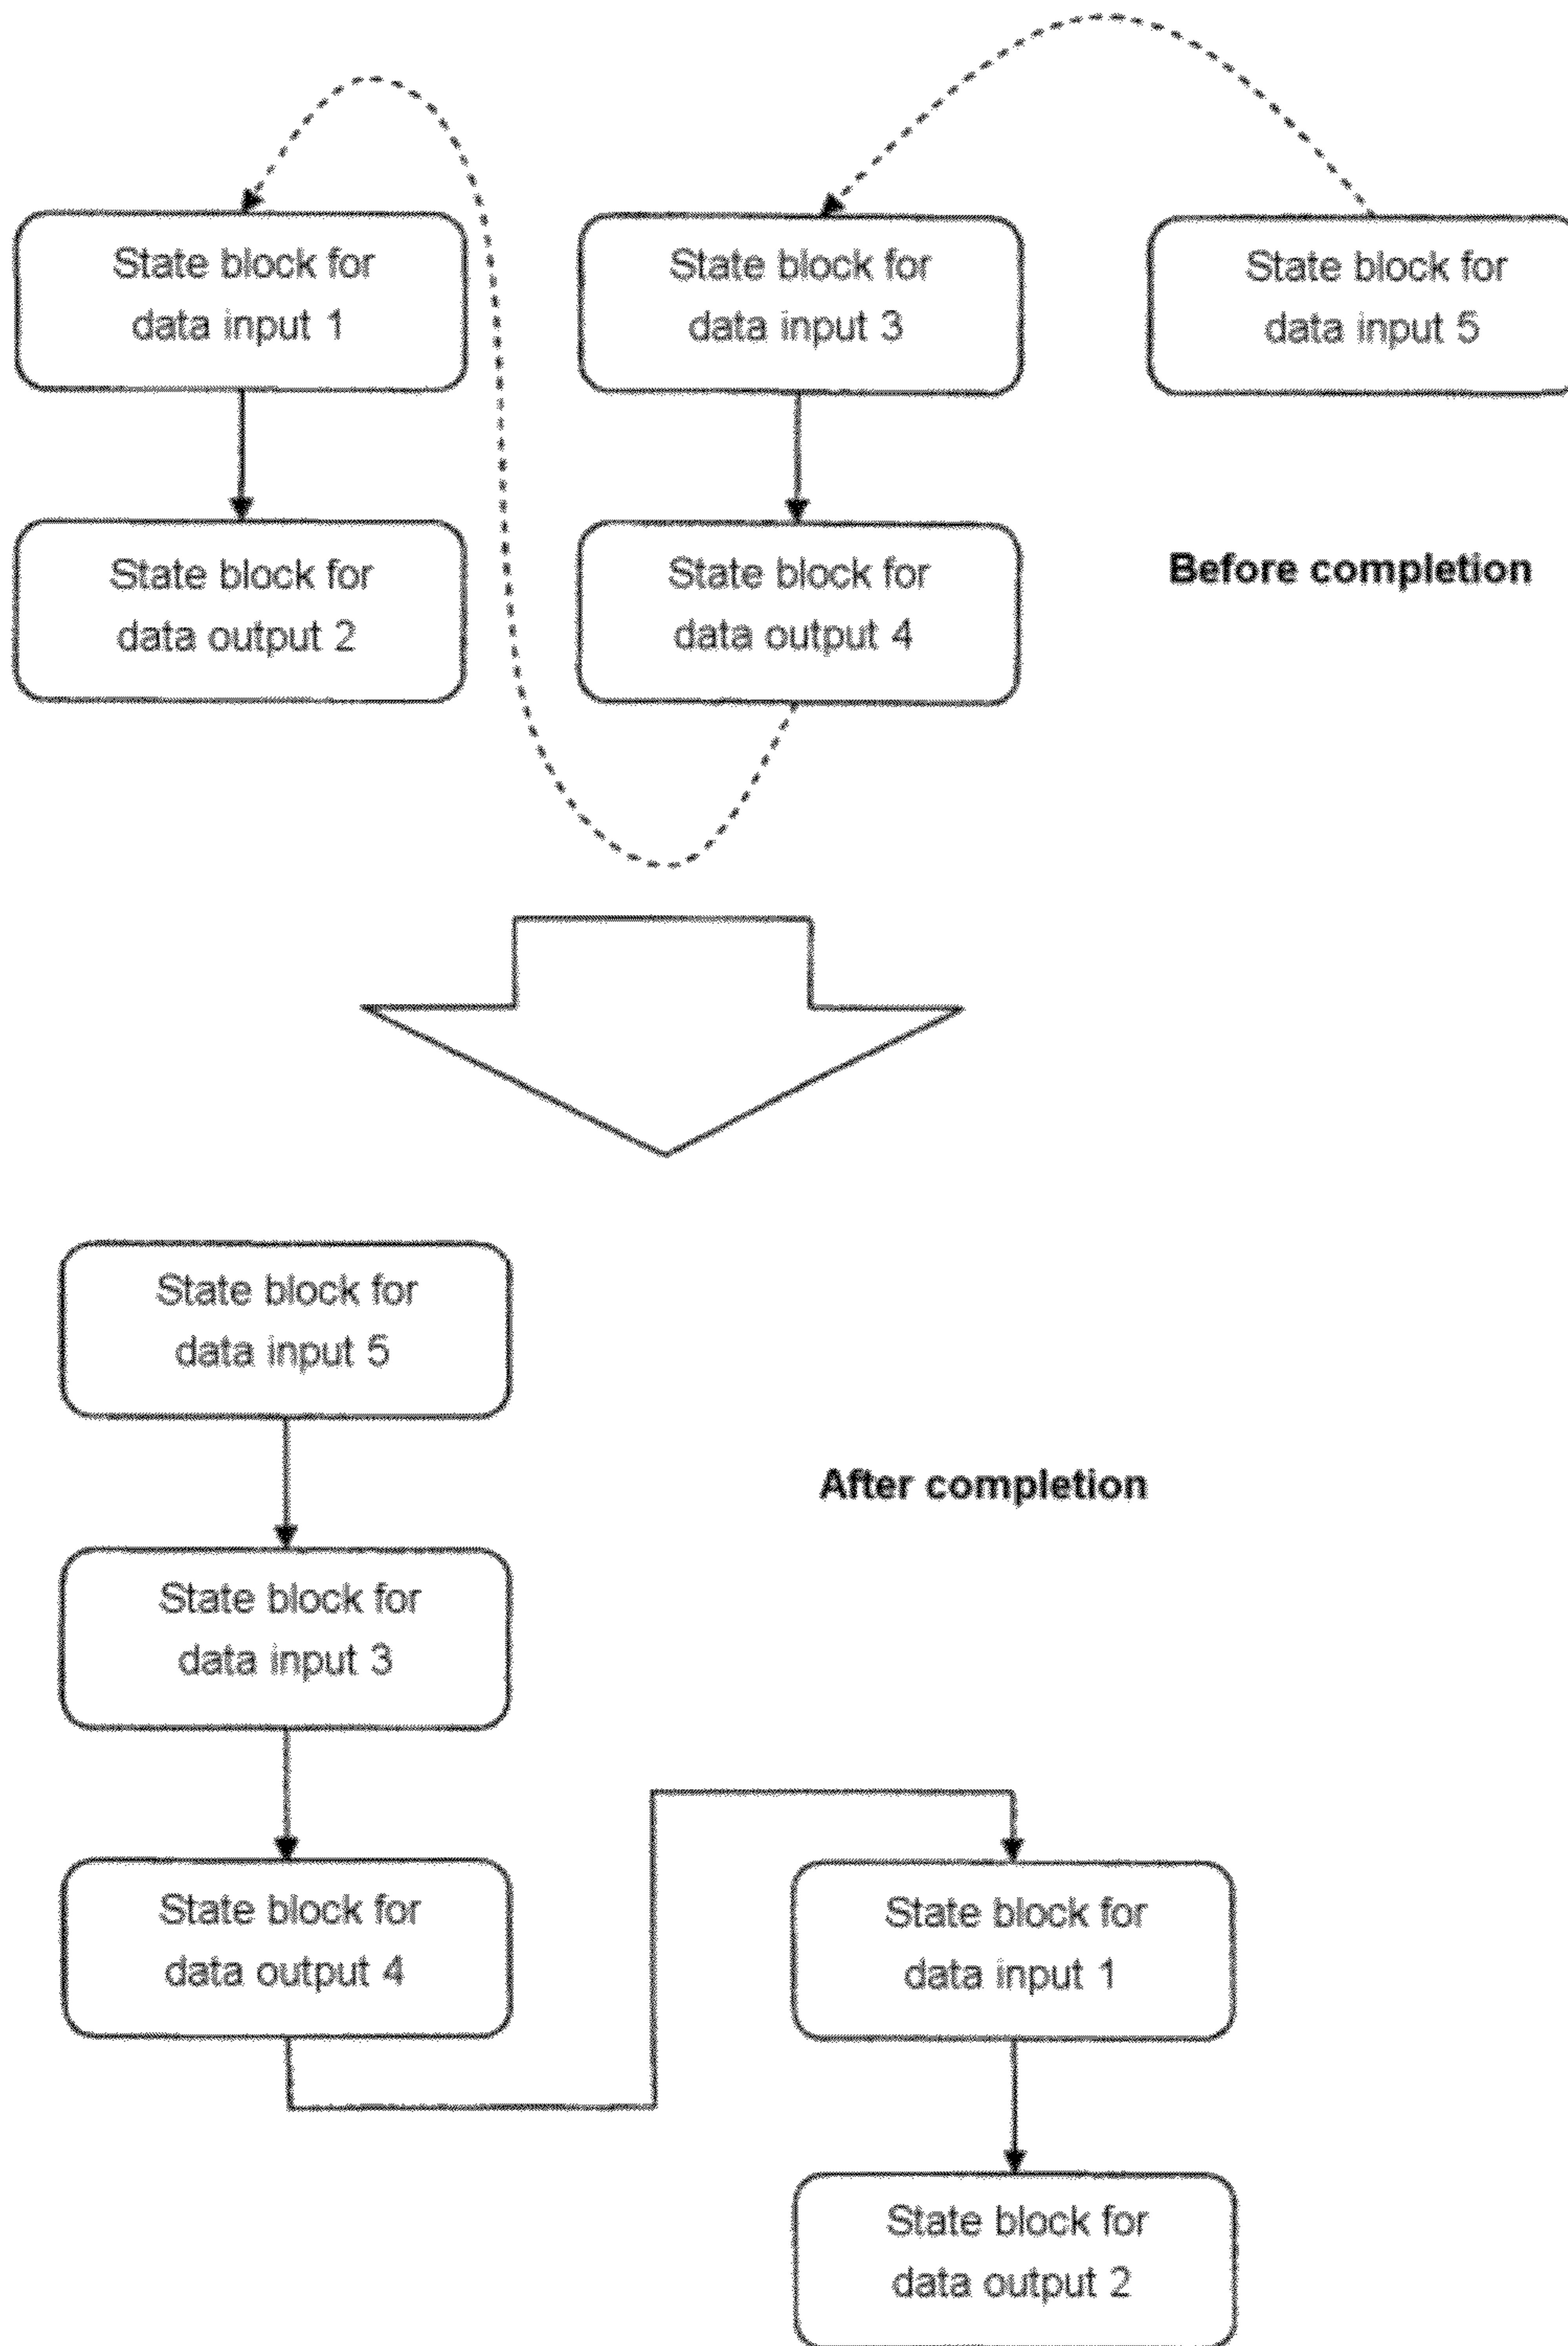 State block for
data input 1
State block for
data input 3
State block for
data input 5
State block for
data output 2
State block for
data output 4
Before completion
State block for
data input 5
After completion
State block for
data input 3
State block for
data output 4
State block for
data input 1
State block for
data output 2